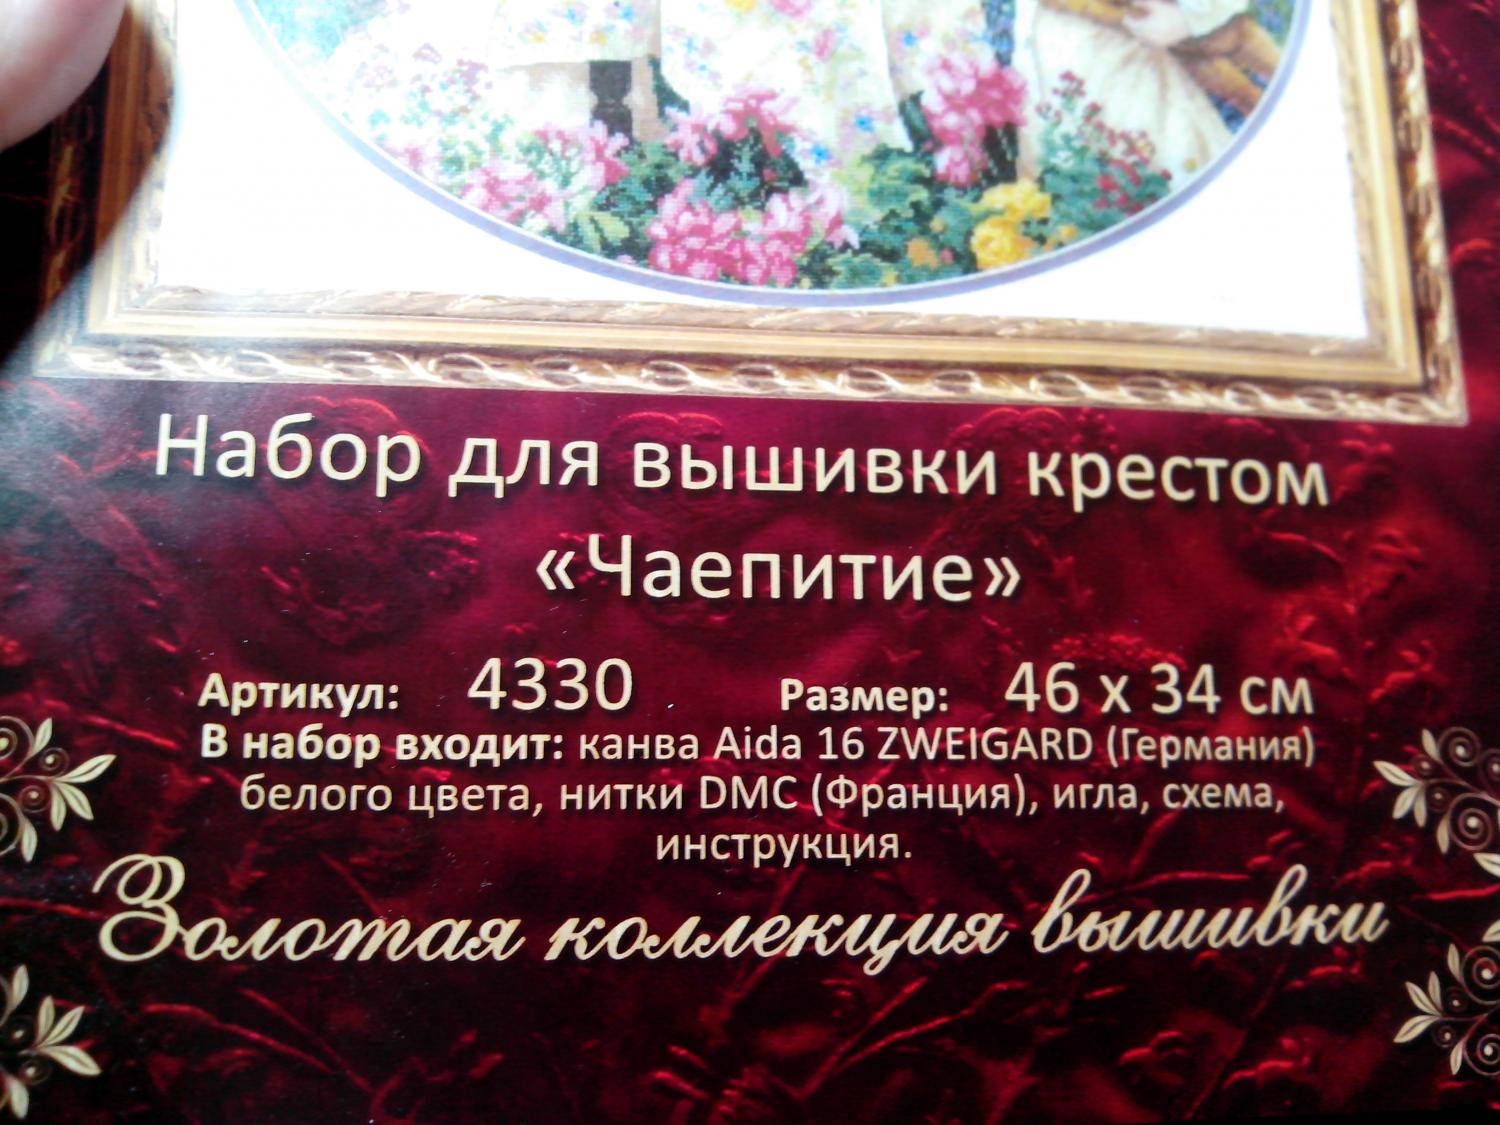 Набор для вышивки крестом
«Чаепитие»
Артикул: 4330 Размер: 46 x 34 см
В набор входит: канва Aida 16 ZWEIGARD (Германия)
белого цвета, нитки DMC (Франция), игла, схема,
инструкция.
Золотая коллекция вышивки